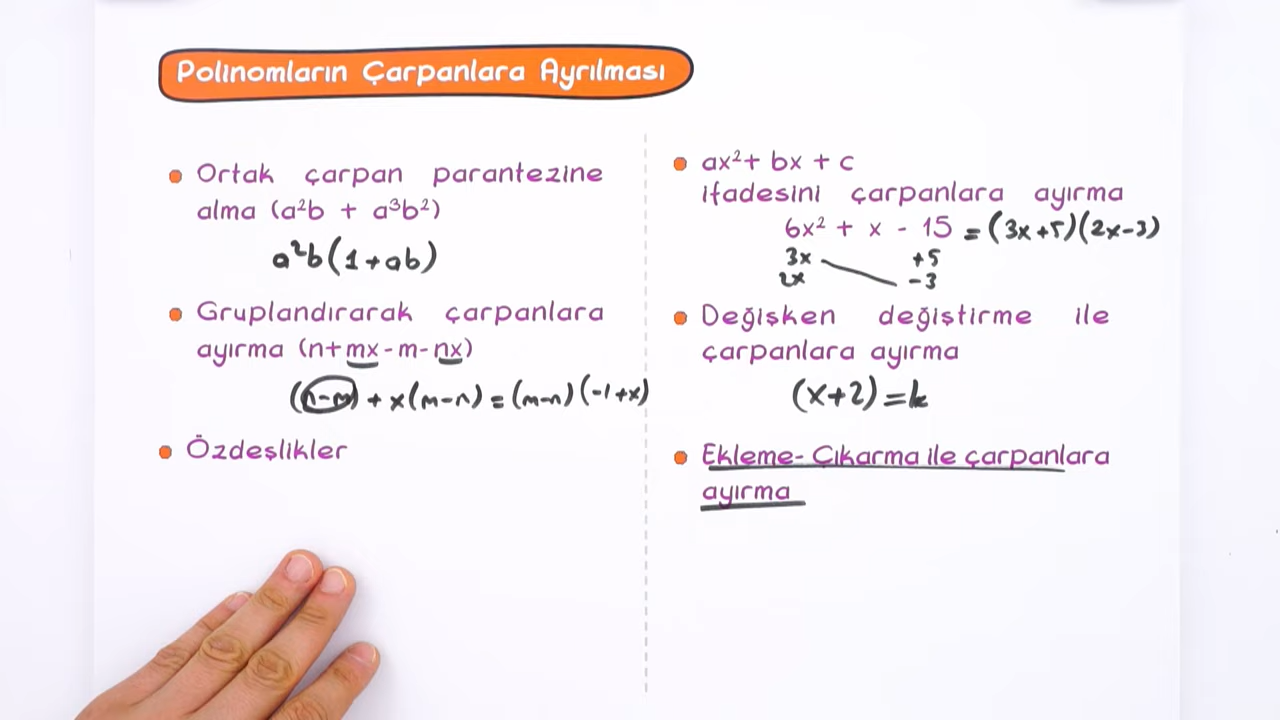 Polinomların Çarpanlara Ayrılması
Ortak çarpan parantezine
alma (a²b + a³b²)
a²b(1+ab)
Gruplandırarak çarpanlara
ayırma (n+mx-m-nx)
(n-m) + x(m-n) = (m-n)(-1+x)
Özdeşlikler
ax²+ bx + c
ifadesini çarpanlara ayırma
6x² + x - 15 = (3x+5)(2x-3)
3x +5
2x -3
Değişken değiştirme ile
çarpanlara ayırma
(x+2)=k
Ekleme- Çıkarma ile çarpanlara
ayırma